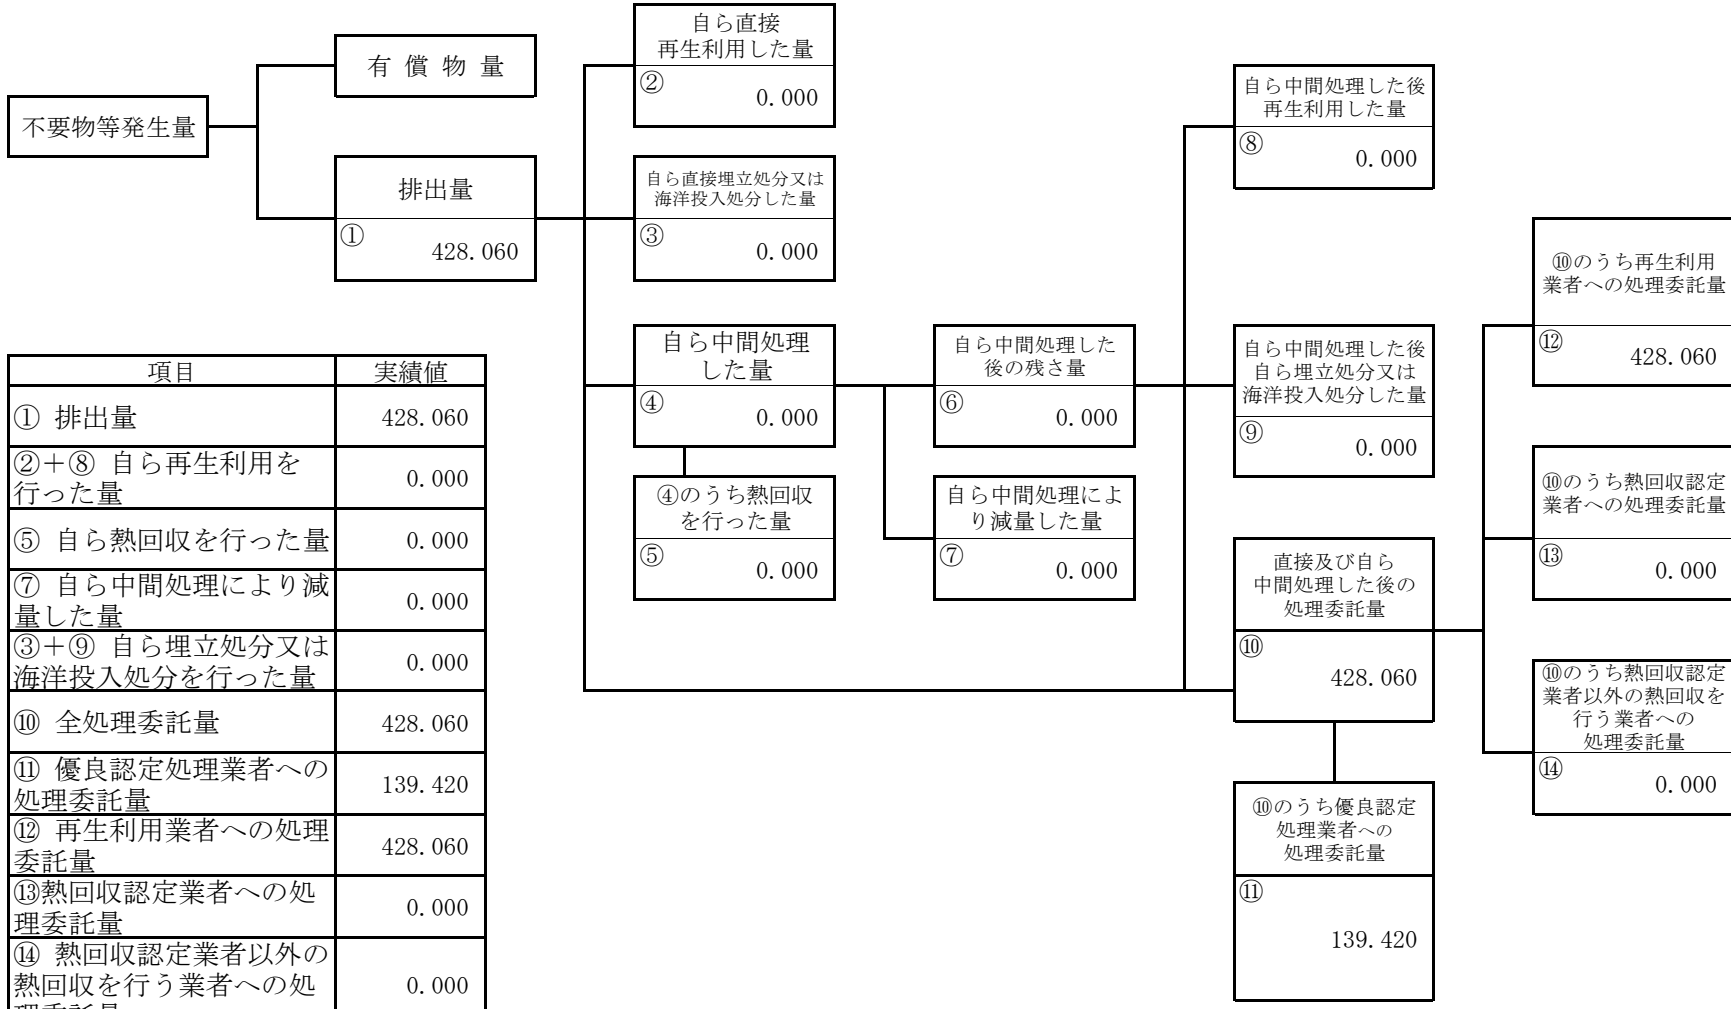 不要物等発生量
有 償 物 量
排出量
①
428.060
自ら直接
再生利用した量
②
0.000
自ら直接埋立処分又は
海洋投入処分した量
③
0.000
自ら中間処理
した量
④
0.000
④のうち熱回収
を行った量
⑤
0.000
自ら中間処理した
後の残さ量
⑥
0.000
自ら中間処理によ
り減量した量
⑦
0.000
自ら中間処理した後
再生利用した量
⑧
0.000
自ら中間処理した後
自ら埋立処分又は
海洋投入処分した量
⑨
0.000
直接及び自ら
中間処理した後の
処理委託量
⑩
428.060
⑩のうち優良認定
処理業者への
処理委託量
⑪
139.420
⑩のうち再生利用
業者への処理委託量
⑫
428.060
⑩のうち熱回収認定
業者への処理委託量
⑬
0.000
⑩のうち熱回収認定
業者以外の熱回収を
行う業者への
処理委託量
⑭
0.000
項目 実績値
① 排出量 428.060
②＋⑧ 自ら再生利用を
行った量 0.000
⑤ 自ら熱回収を行った量 0.000
⑦ 自ら中間処理により減
量した量 0.000
③＋⑨ 自ら埋立処分又は
海洋投入処分を行った量 0.000
⑩ 全処理委託量 428.060
⑪ 優良認定処理業者への
処理委託量 139.420
⑫ 再生利用業者への処理
委託量 428.060
⑬熱回収認定業者への処
理委託量 0.000
⑭ 熱回収認定業者以外の
熱回収を行う業者への処 0.000